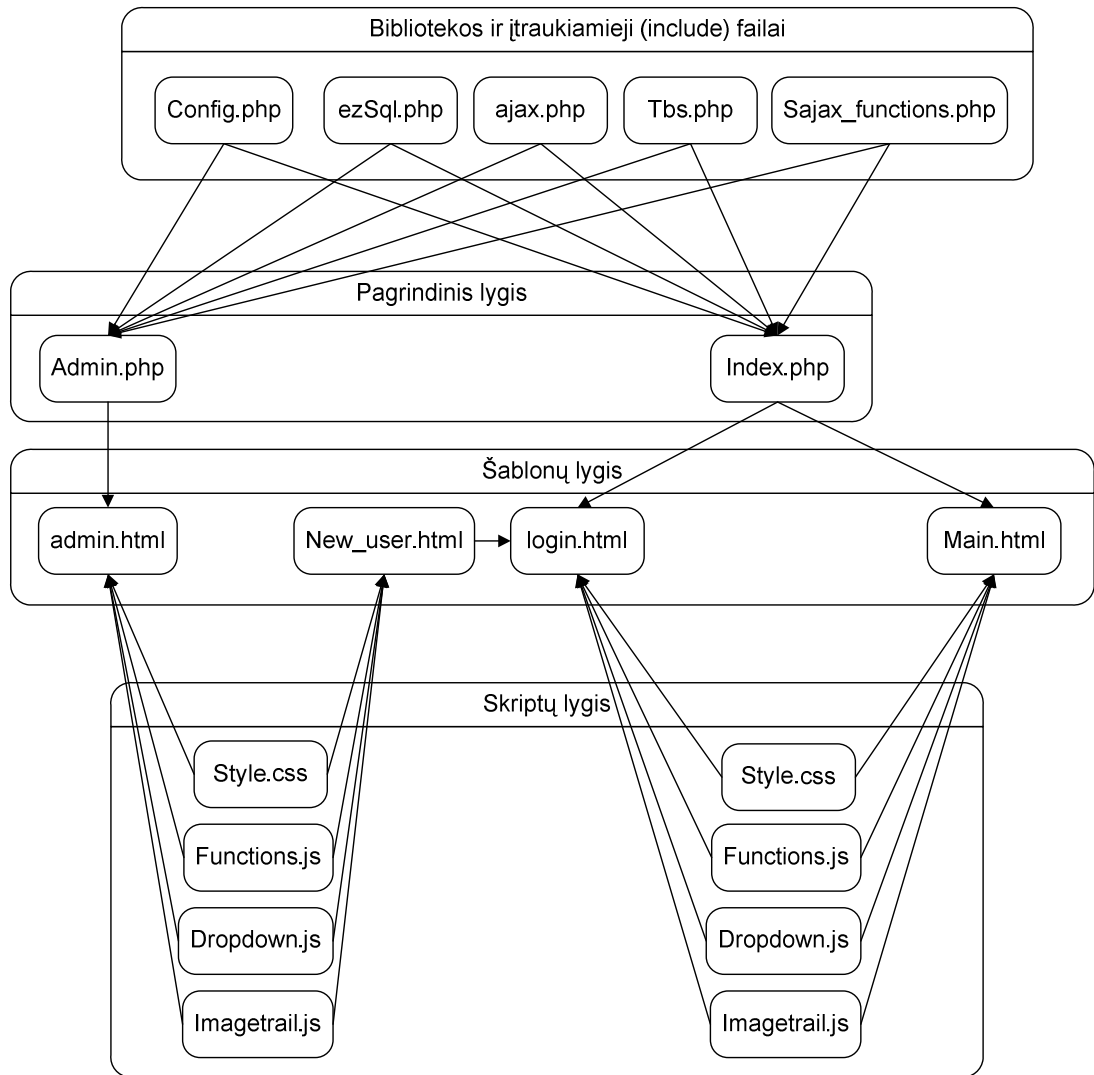 Bibliotekos ir įtraukiamieji (include) failai
Config.php
ezSql.php
ajax.php
Tbs.php
Sajax_functions.php
Pagrindinis lygis
Admin.php
Index.php
Šablonų lygis
admin.html
New_user.html
login.html
Main.html
Skriptų lygis
Style.css
Style.css
Functions.js
Functions.js
Dropdown.js
Dropdown.js
Imagetrail.js
Imagetrail.js